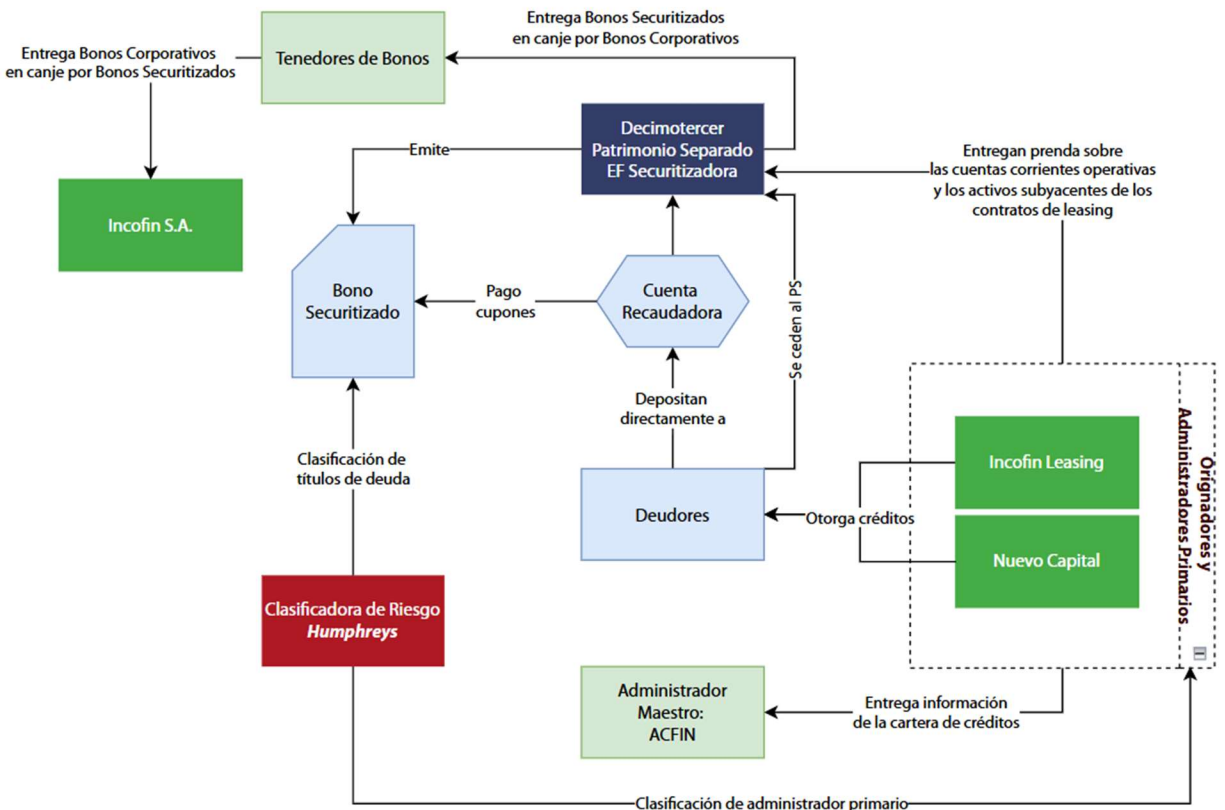 Entrega Bonos Securitizados
en canje por Bonos Corporativos
Entrega Bonos Corporativos
en canje por Bonos Securitizados
Tenedores de Bonos
Decimotercer
Patrimonio Separado
EF Securitizadora
Emite
Entregan prenda sobre
las cuentas corrientes operativas
y los activos subyacentes de los
contratos de leasing
Incofin S.A.
Bono
Securitizado
Pago
cupones
Cuenta
Recaudadora
Se ceden al PS
Depositan
directamente a
Clasificación de
títulos de deuda
Deudores
Otorga créditos
Incofin Leasing
Nuevo Capital
Orignadores y
Administradores Primarios
Clasificadora de Riesgo
Humphreys
Administrador
Maestro:
ACFIN
Entrega información
de la cartera de créditos
Clasificación de administrador primario